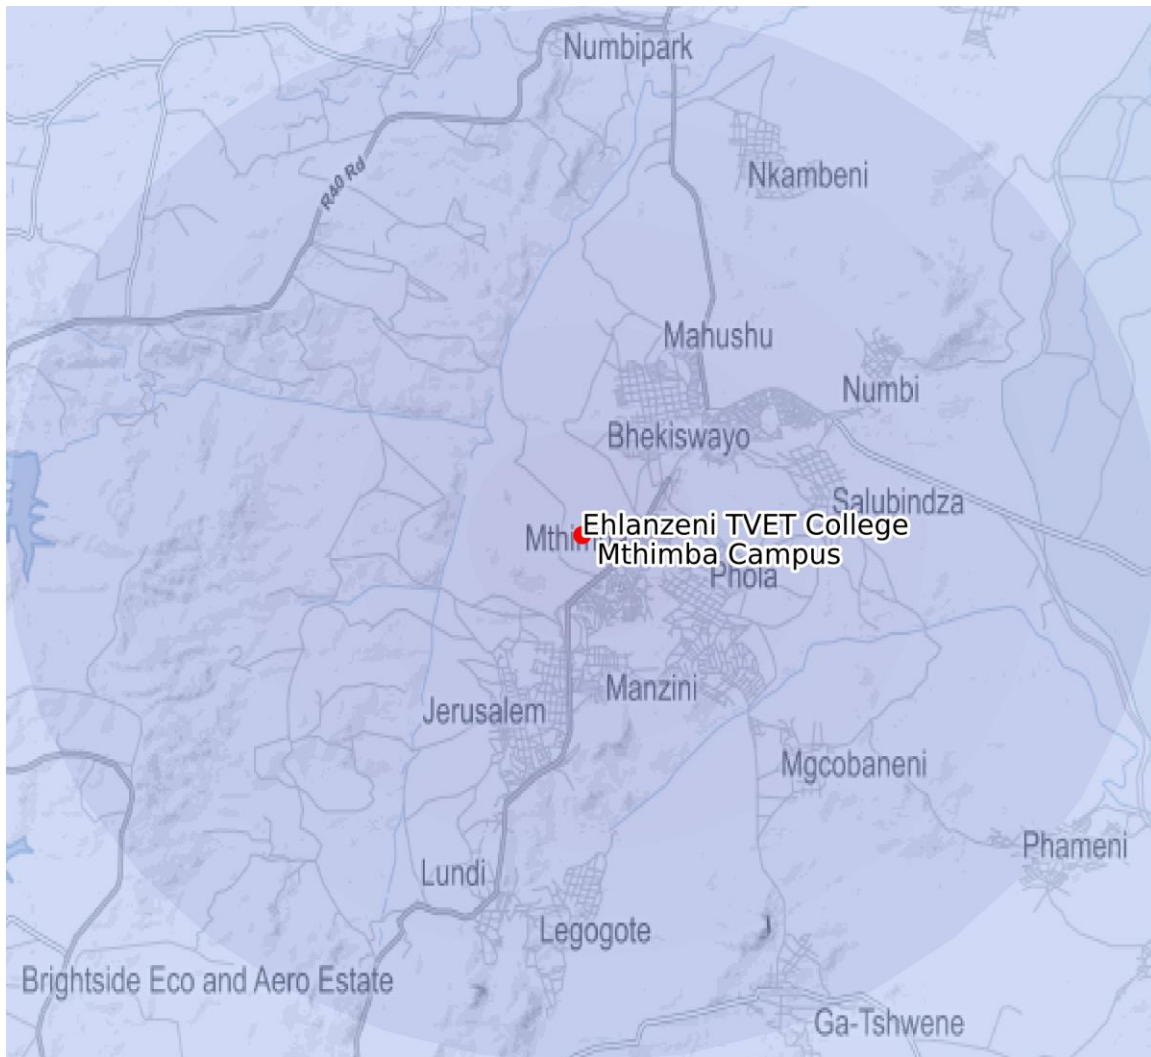 Numbipark
R40 Rd
Nkambeni
Mahushu
Numbi
Bhekiswayo
Salubindza
Ehlanzeni TVET College
Mthimba Campus
Phola
Manzini
Jerusalem
Mgcobaneni
Phameni
Lundi
Legogote
Brightside Eco and Aero Estate
Ga-Tshwene